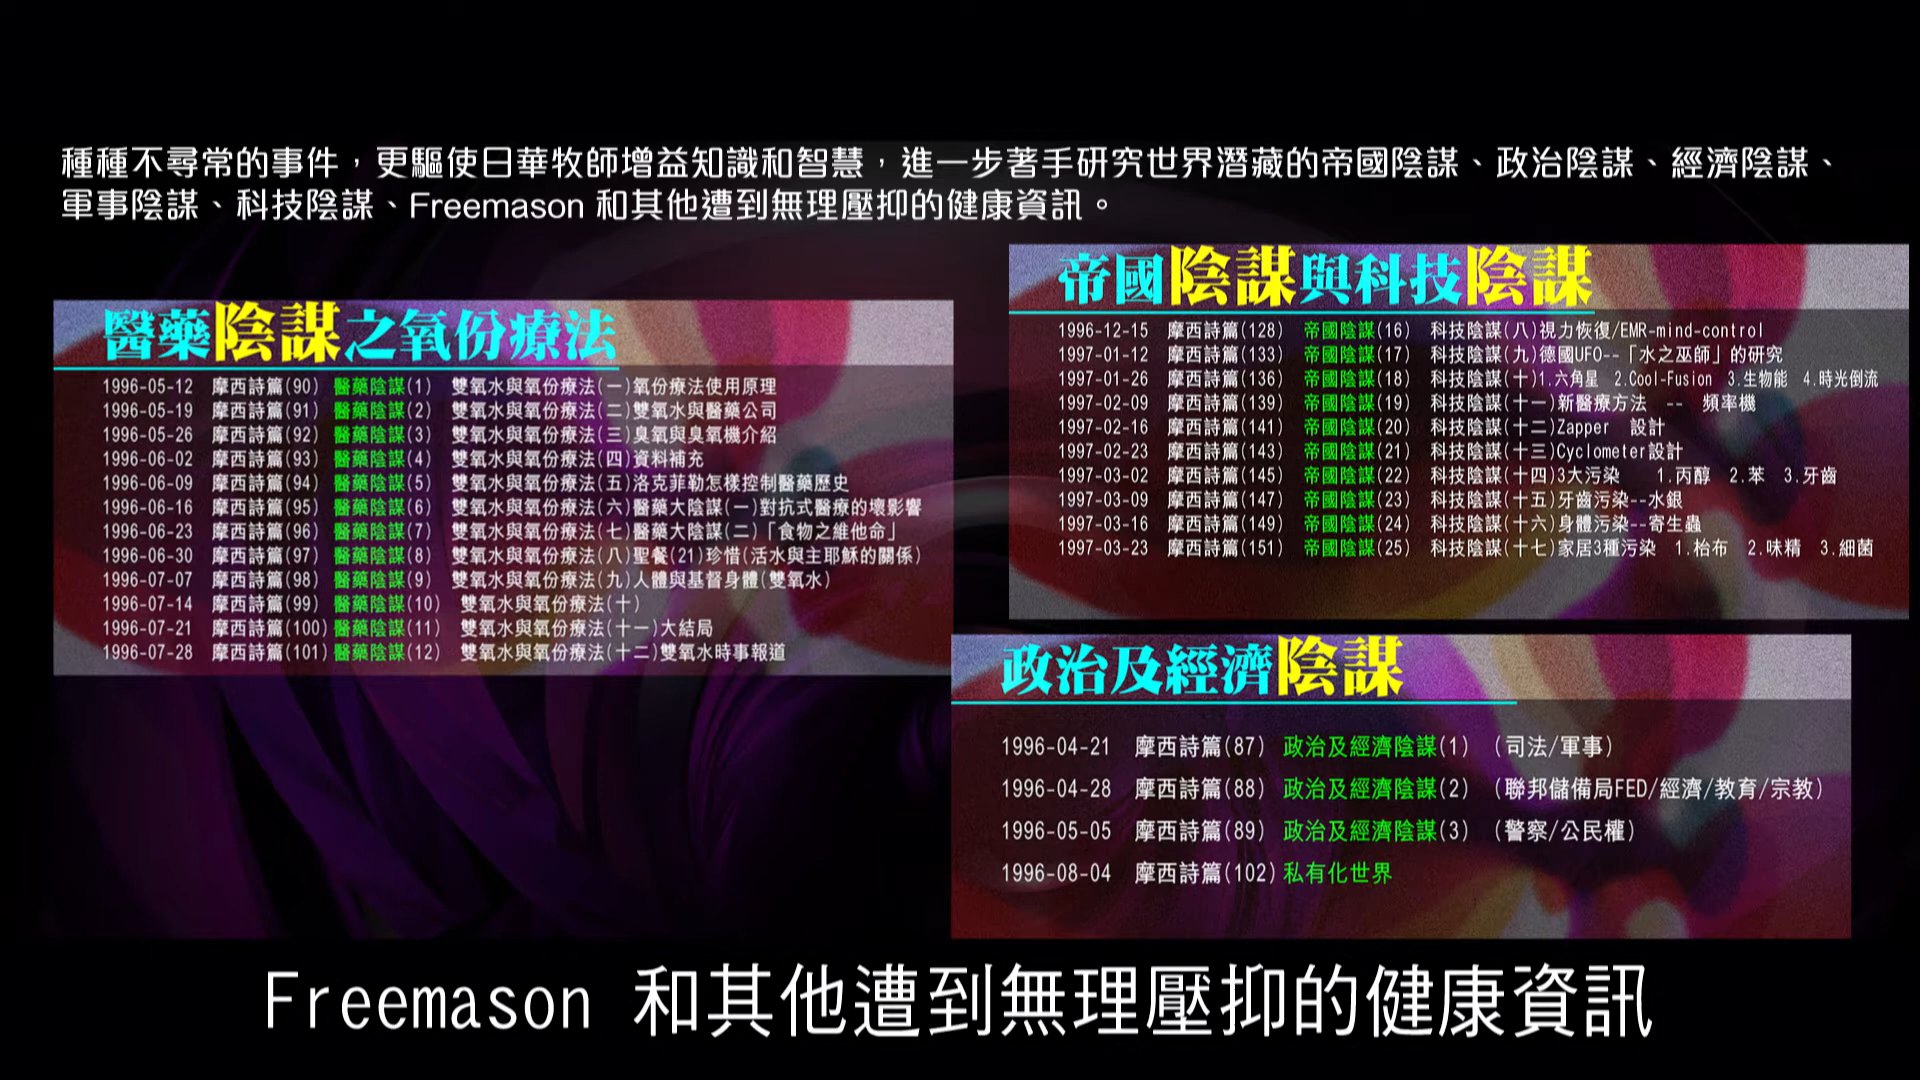 種種不尋常的事件，更驅使日華牧師增益知識和智慧，進一步著手研究世界潛藏的帝國陰謀、政治陰謀、經濟陰謀、
軍事陰謀、科技陰謀、Freemason 和其他遭到無理壓抑的健康資訊。
醫藥陰謀之氧份療法
1996-05-12 摩西詩篇(90) 醫藥陰謀(1) 雙氧水與氧份療法(一)氧份療法使用原理
1996-05-19 摩西詩篇(91) 醫藥陰謀(2) 雙氧水與氧份療法(二)雙氧水與醫藥公司
1996-05-26 摩西詩篇(92) 醫藥陰謀(3) 雙氧水與氧份療法(三)臭氧與臭氧機介紹
1996-06-02 摩西詩篇(93) 醫藥陰謀(4) 雙氧水與氧份療法(四)資料補充
1996-06-09 摩西詩篇(94) 醫藥陰謀(5) 雙氧水與氧份療法(五)洛克菲勒怎樣控制醫藥歷史
1996-06-16 摩西詩篇(95) 醫藥陰謀(6) 雙氧水與氧份療法(六)醫藥大陰謀(一)對抗式醫療的壞影響
1996-06-23 摩西詩篇(96) 醫藥陰謀(7) 雙氧水與氧份療法(七)醫藥大陰謀(二)「食物之維他命」
1996-06-30 摩西詩篇(97) 醫藥陰謀(8) 雙氧水與氧份療法(八)聖餐(21)珍惜(活水與主耶穌的關係)
1996-07-07 摩西詩篇(98) 醫藥陰謀(9) 雙氧水與氧份療法(九)人體與基督身體(雙氧水)
1996-07-14 摩西詩篇(99) 醫藥陰謀(10) 雙氧水與氧份療法(十)
1996-07-21 摩西詩篇(100) 醫藥陰謀(11) 雙氧水與氧份療法(十一)大結局
1996-07-28 摩西詩篇(101) 醫藥陰謀(12) 雙氧水與氧份療法(十二)雙氧水時事報道
帝國陰謀與科技陰謀
1996-12-15 摩西詩篇(128) 帝國陰謀(16) 科技陰謀(八)視力恢復/EMR-mind-control
1997-01-12 摩西詩篇(133) 帝國陰謀(17) 科技陰謀(九)德國UFO--「水之巫師」的研究
1997-01-26 摩西詩篇(136) 帝國陰謀(18) 科技陰謀(十)1.六角星 2.Cool-Fusion 3.生物能 4.時光倒流
1997-02-09 摩西詩篇(139) 帝國陰謀(19) 科技陰謀(十一)新醫療方法 -- 頻率機
1997-02-16 摩西詩篇(141) 帝國陰謀(20) 科技陰謀(十二)Zapper 設計
1997-02-23 摩西詩篇(143) 帝國陰謀(21) 科技陰謀(十三)Cyclometer設計
1997-03-02 摩西詩篇(145) 帝國陰謀(22) 科技陰謀(十四)3大污染 1.丙醇 2.苯 3.牙齒
1997-03-09 摩西詩篇(147) 帝國陰謀(23) 科技陰謀(十五)牙齒污染--水銀
1997-03-16 摩西詩篇(149) 帝國陰謀(24) 科技陰謀(十六)身體污染--寄生蟲
1997-03-23 摩西詩篇(151) 帝國陰謀(25) 科技陰謀(十七)家居3種污染 1.枱布 2.味精 3.細菌
政治及經濟陰謀
1996-04-21 摩西詩篇(87) 政治及經濟陰謀(1) (司法/軍事)
1996-04-28 摩西詩篇(88) 政治及經濟陰謀(2) (聯邦儲備局FED/經濟/教育/宗教)
1996-05-05 摩西詩篇(89) 政治及經濟陰謀(3) (警察/公民權)
1996-08-04 摩西詩篇(102) 私有化世界
Freemason 和其他遭到無理壓抑的健康資訊